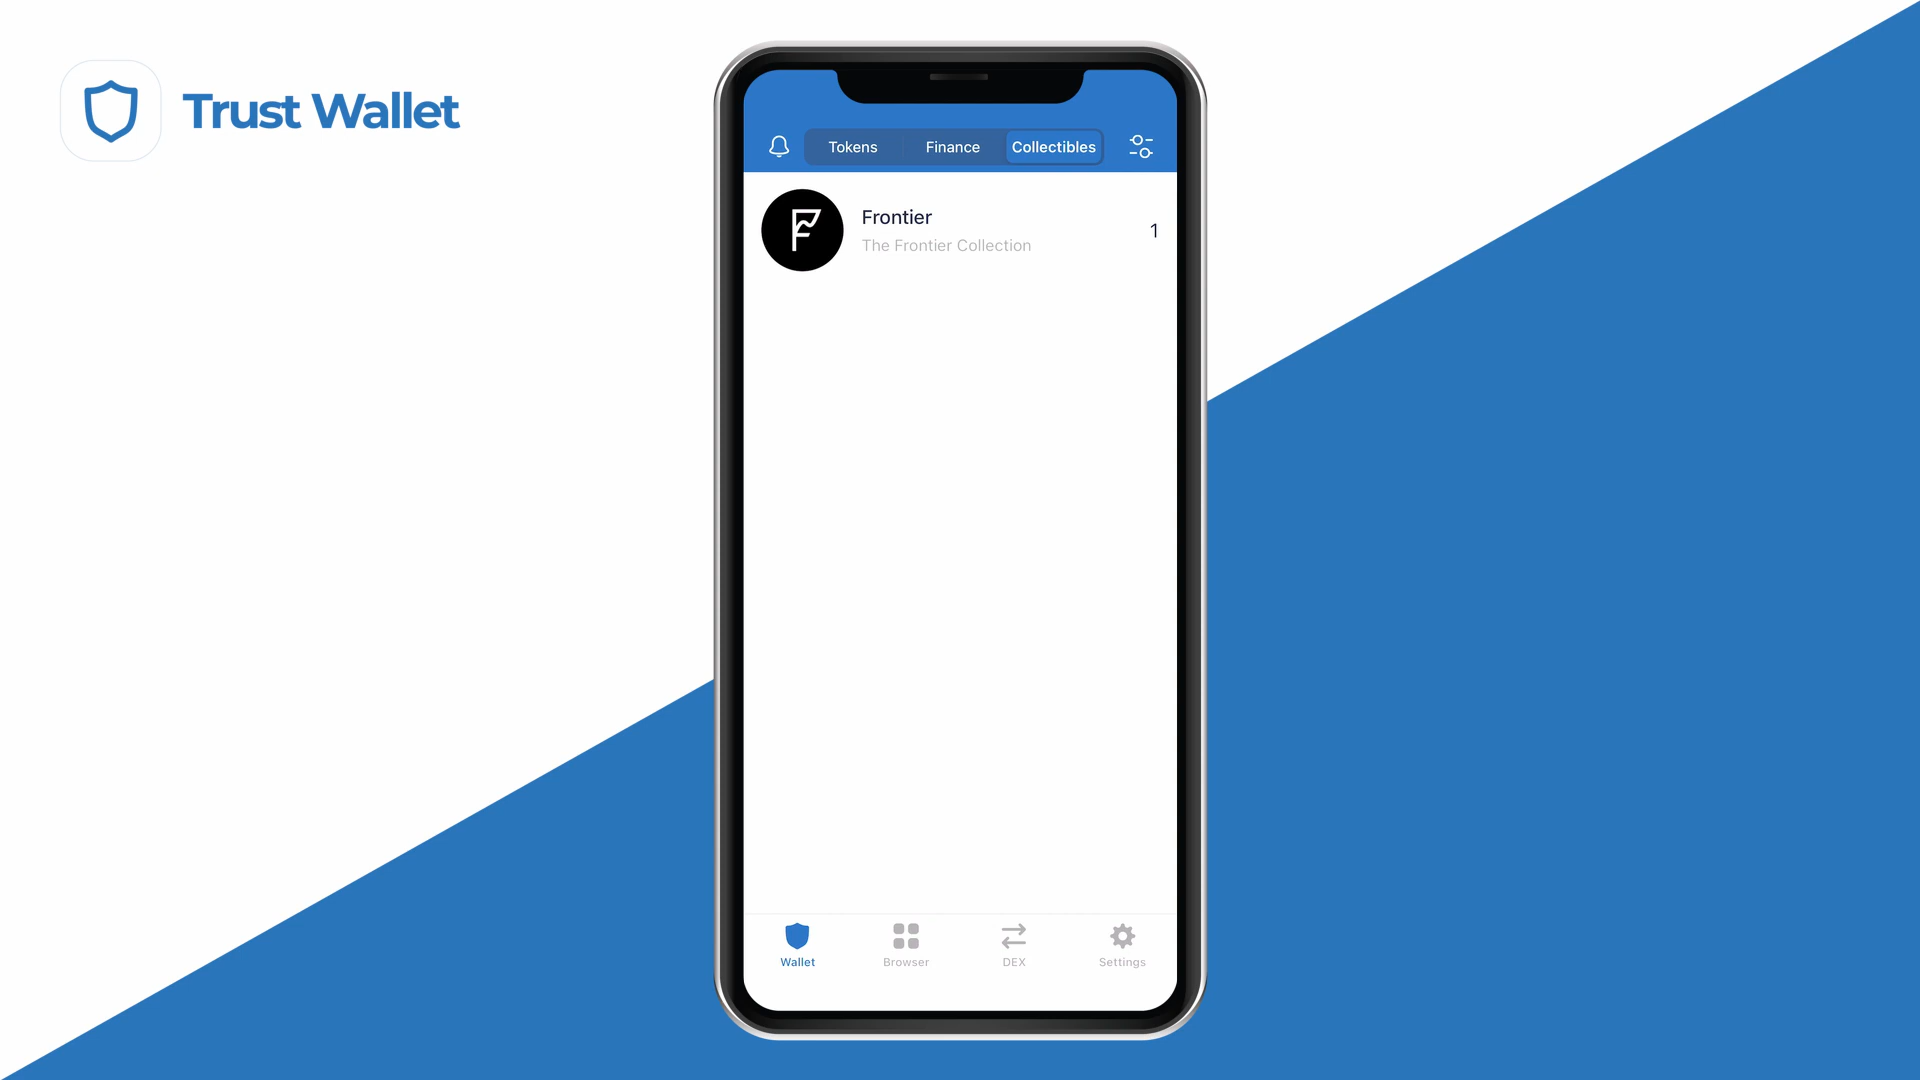 Trust Wallet
Tokens
Finance
Collectibles
Frontier
The Frontier Collection
1
Wallet
Browser
DEX
Settings